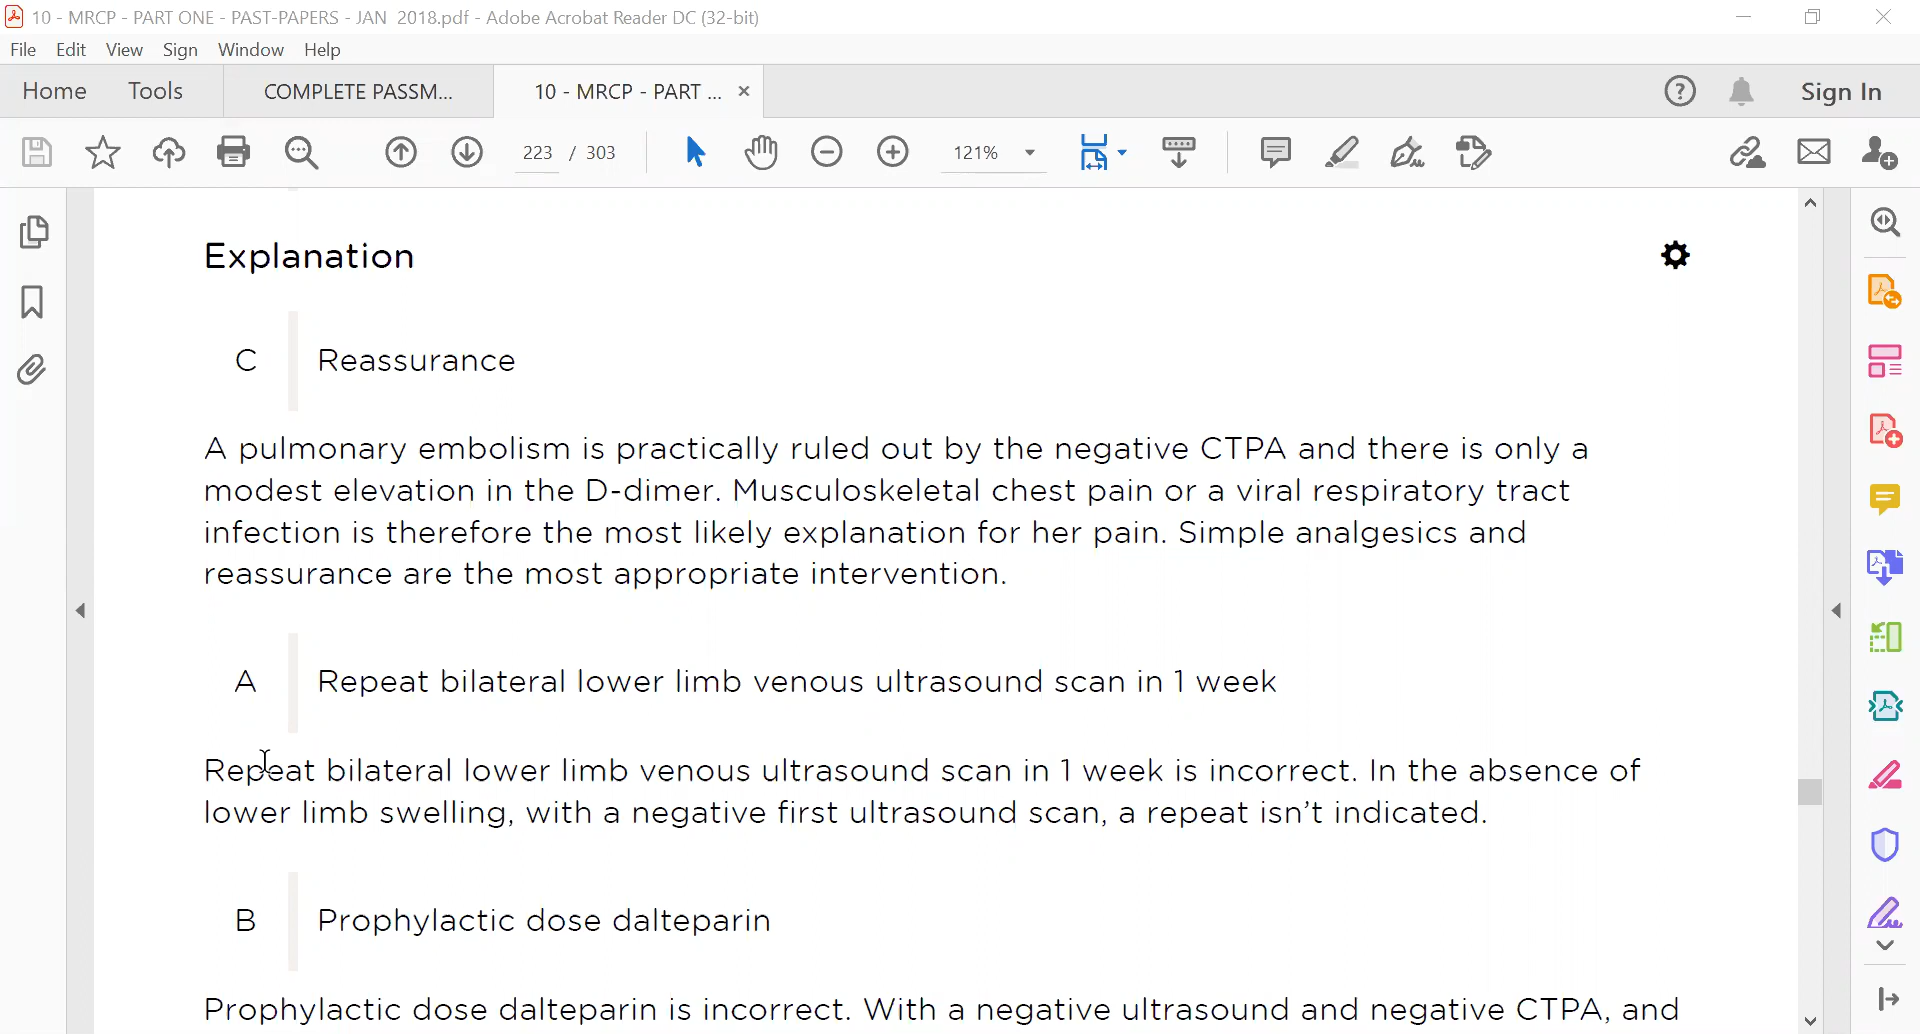 10 - MRCP - PART ONE - PAST-PAPERS - JAN  2018.pdf - Adobe Acrobat Reader DC (32-bit)
File Edit View Sign Window Help
Home Tools COMPLETE PASSM... 10 - MRCP - PART ... × ? Sign In
223 / 303 121%
Explanation
C Reassurance
A pulmonary embolism is practically ruled out by the negative CTPA and there is only a
modest elevation in the D-dimer. Musculoskeletal chest pain or a viral respiratory tract
infection is therefore the most likely explanation for her pain. Simple analgesics and
reassurance are the most appropriate intervention.
A Repeat bilateral lower limb venous ultrasound scan in 1 week
Repeat bilateral lower limb venous ultrasound scan in 1 week is incorrect. In the absence of
lower limb swelling, with a negative first ultrasound scan, a repeat isn’t indicated.
B Prophylactic dose dalteparin
Prophylactic dose dalteparin is incorrect. With a negative ultrasound and negative CTPA, and